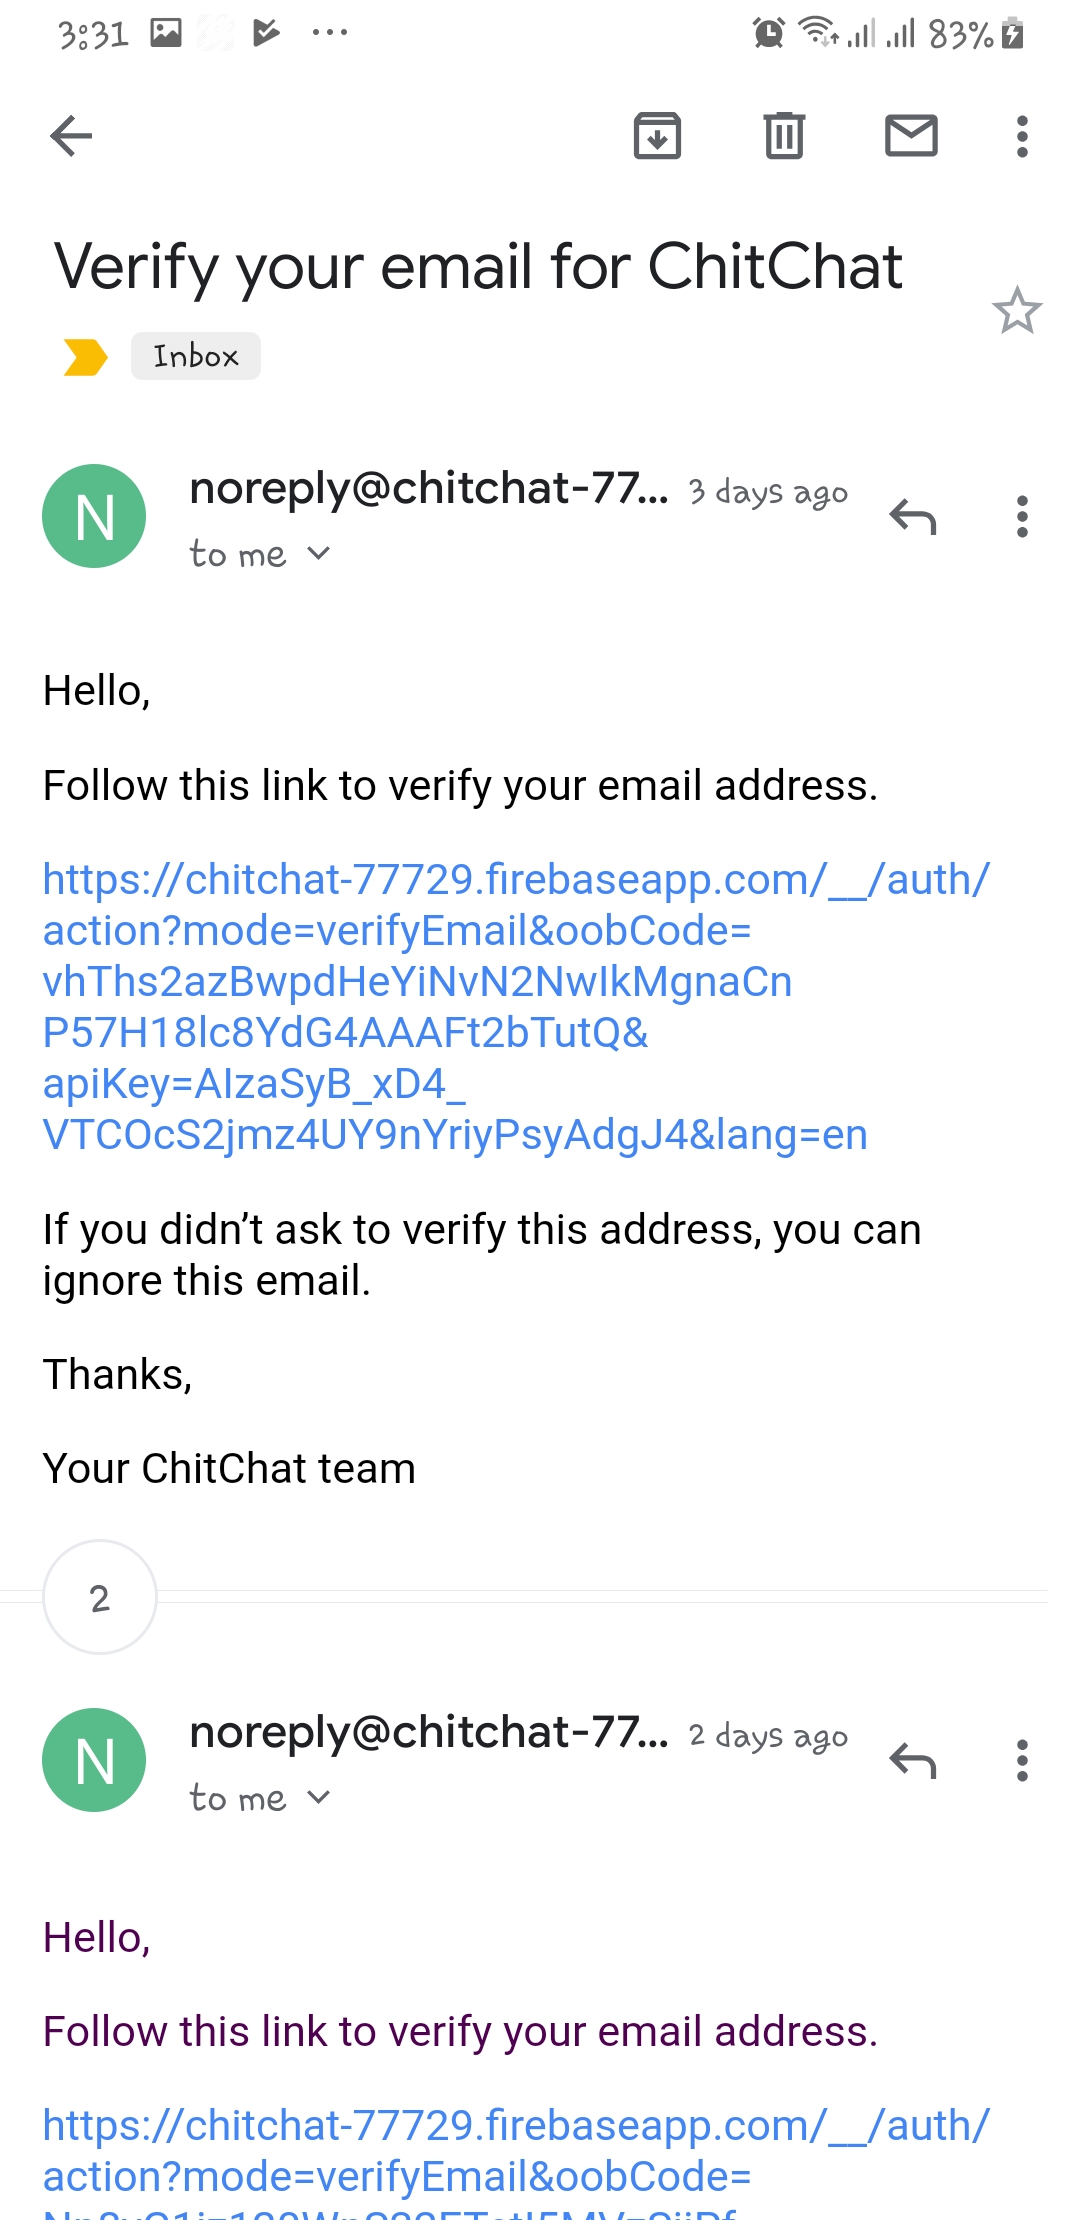 3:31
83%
Verify your email for ChitChat
Inbox
N
noreply@chitchat-77... 3 days ago
to me
Hello,
Follow this link to verify your email address.
https://chitchat-77729.firebaseapp.com/__/auth/
action?mode=verifyEmail&oobCode=
vhThs2azBwpdHeYiNvN2NwIkMgnaCn
P57H18lc8YdG4AAAFt2bTutQ&
apiKey=AIzaSyB_xD4_
VTCOcS2jmz4UY9nYriyPsyAdgJ4&lang=en
If you didn’t ask to verify this address, you can
ignore this email.
Thanks,
Your ChitChat team
2
N
noreply@chitchat-77... 2 days ago
to me
Hello,
Follow this link to verify your email address.
https://chitchat-77729.firebaseapp.com/__/auth/
action?mode=verifyEmail&oobCode=